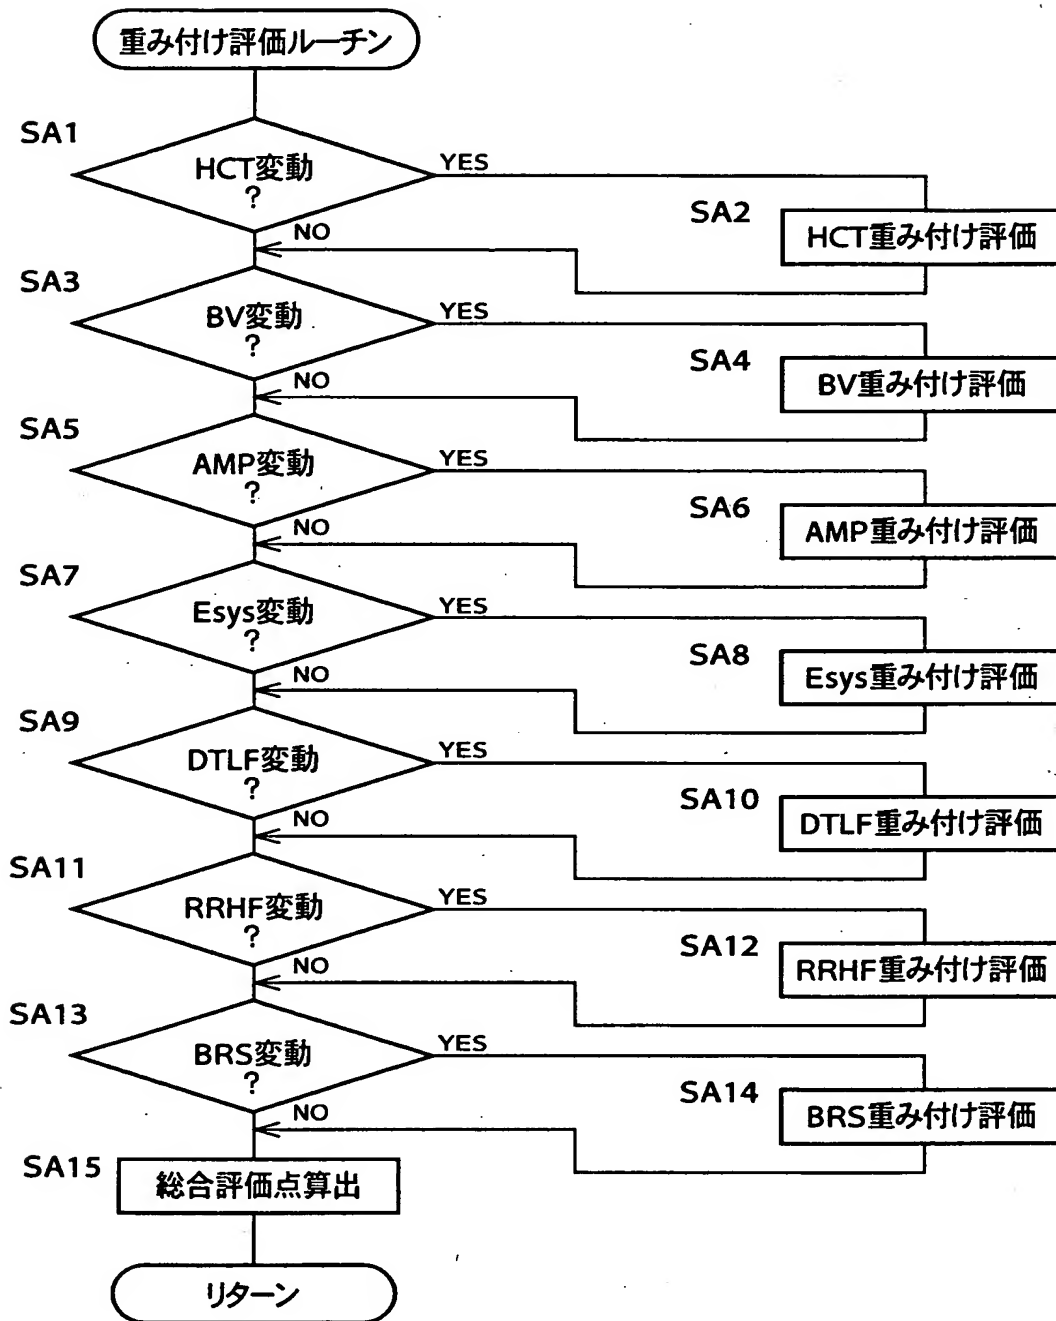 重み付け評価ルーチン
SA1
HCT変動
?
YES
SA2
HCT重み付け評価
NO
SA3
BV変動
?
YES
SA4
BV重み付け評価
NO
SA5
AMP変動
?
YES
SA6
AMP重み付け評価
NO
SA7
Esys変動
?
YES
SA8
Esys重み付け評価
NO
SA9
DTLF変動
?
YES
SA10
DTLF重み付け評価
NO
SA11
RRHF変動
?
YES
SA12
RRHF重み付け評価
NO
SA13
BRS変動
?
YES
SA14
BRS重み付け評価
NO
SA15
総合評価点算出
リターン